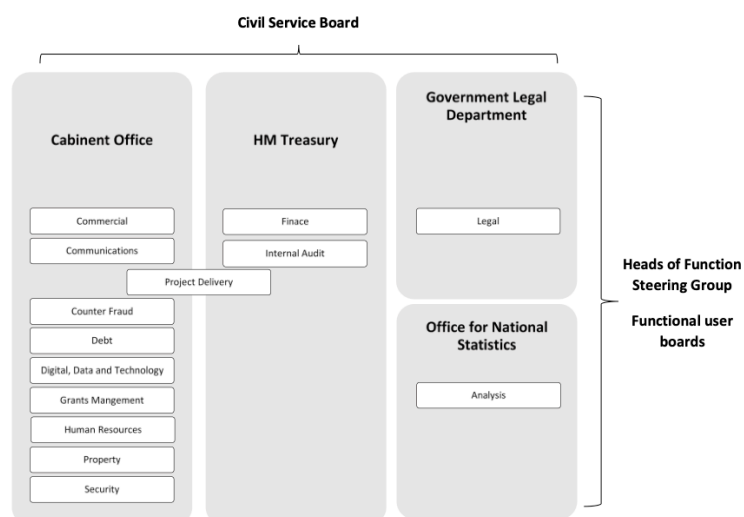 Civil Service Board
Cabinent Office
HM Treasury
Government Legal
Department
Commercial
Communications
Finace
Internal Audit
Legal
Project Delivery
Counter Fraud
Debt
Digital, Data and Technology
Grants Mangement
Human Resources
Property
Security
Office for National
Statistics
Analysis
Heads of Function
Steering Group
Functional user
boards